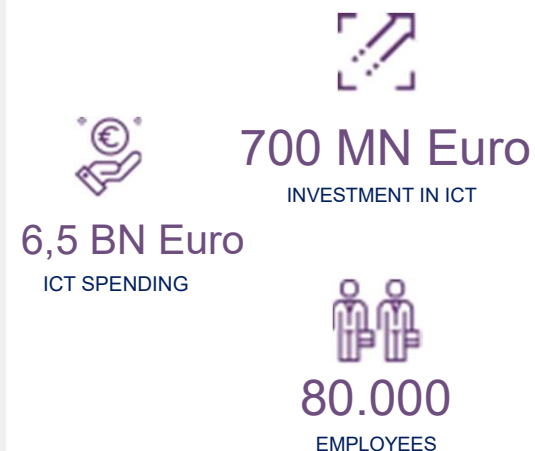 700 MN Euro
INVESTMENT IN ICT
6,5 BN Euro
ICT SPENDING
80.000
EMPLOYEES